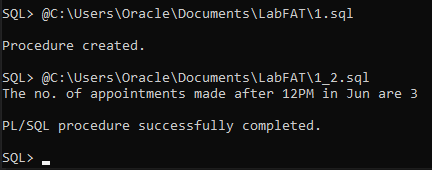 SQL> @C:\Users\Oracle\Documents\LabFAT\1.sql
Procedure created.
SQL> @C:\Users\Oracle\Documents\LabFAT\1_2.sql
The no. of appointments made after 12PM in Jun are 3
PL/SQL procedure successfully completed.
SQL>